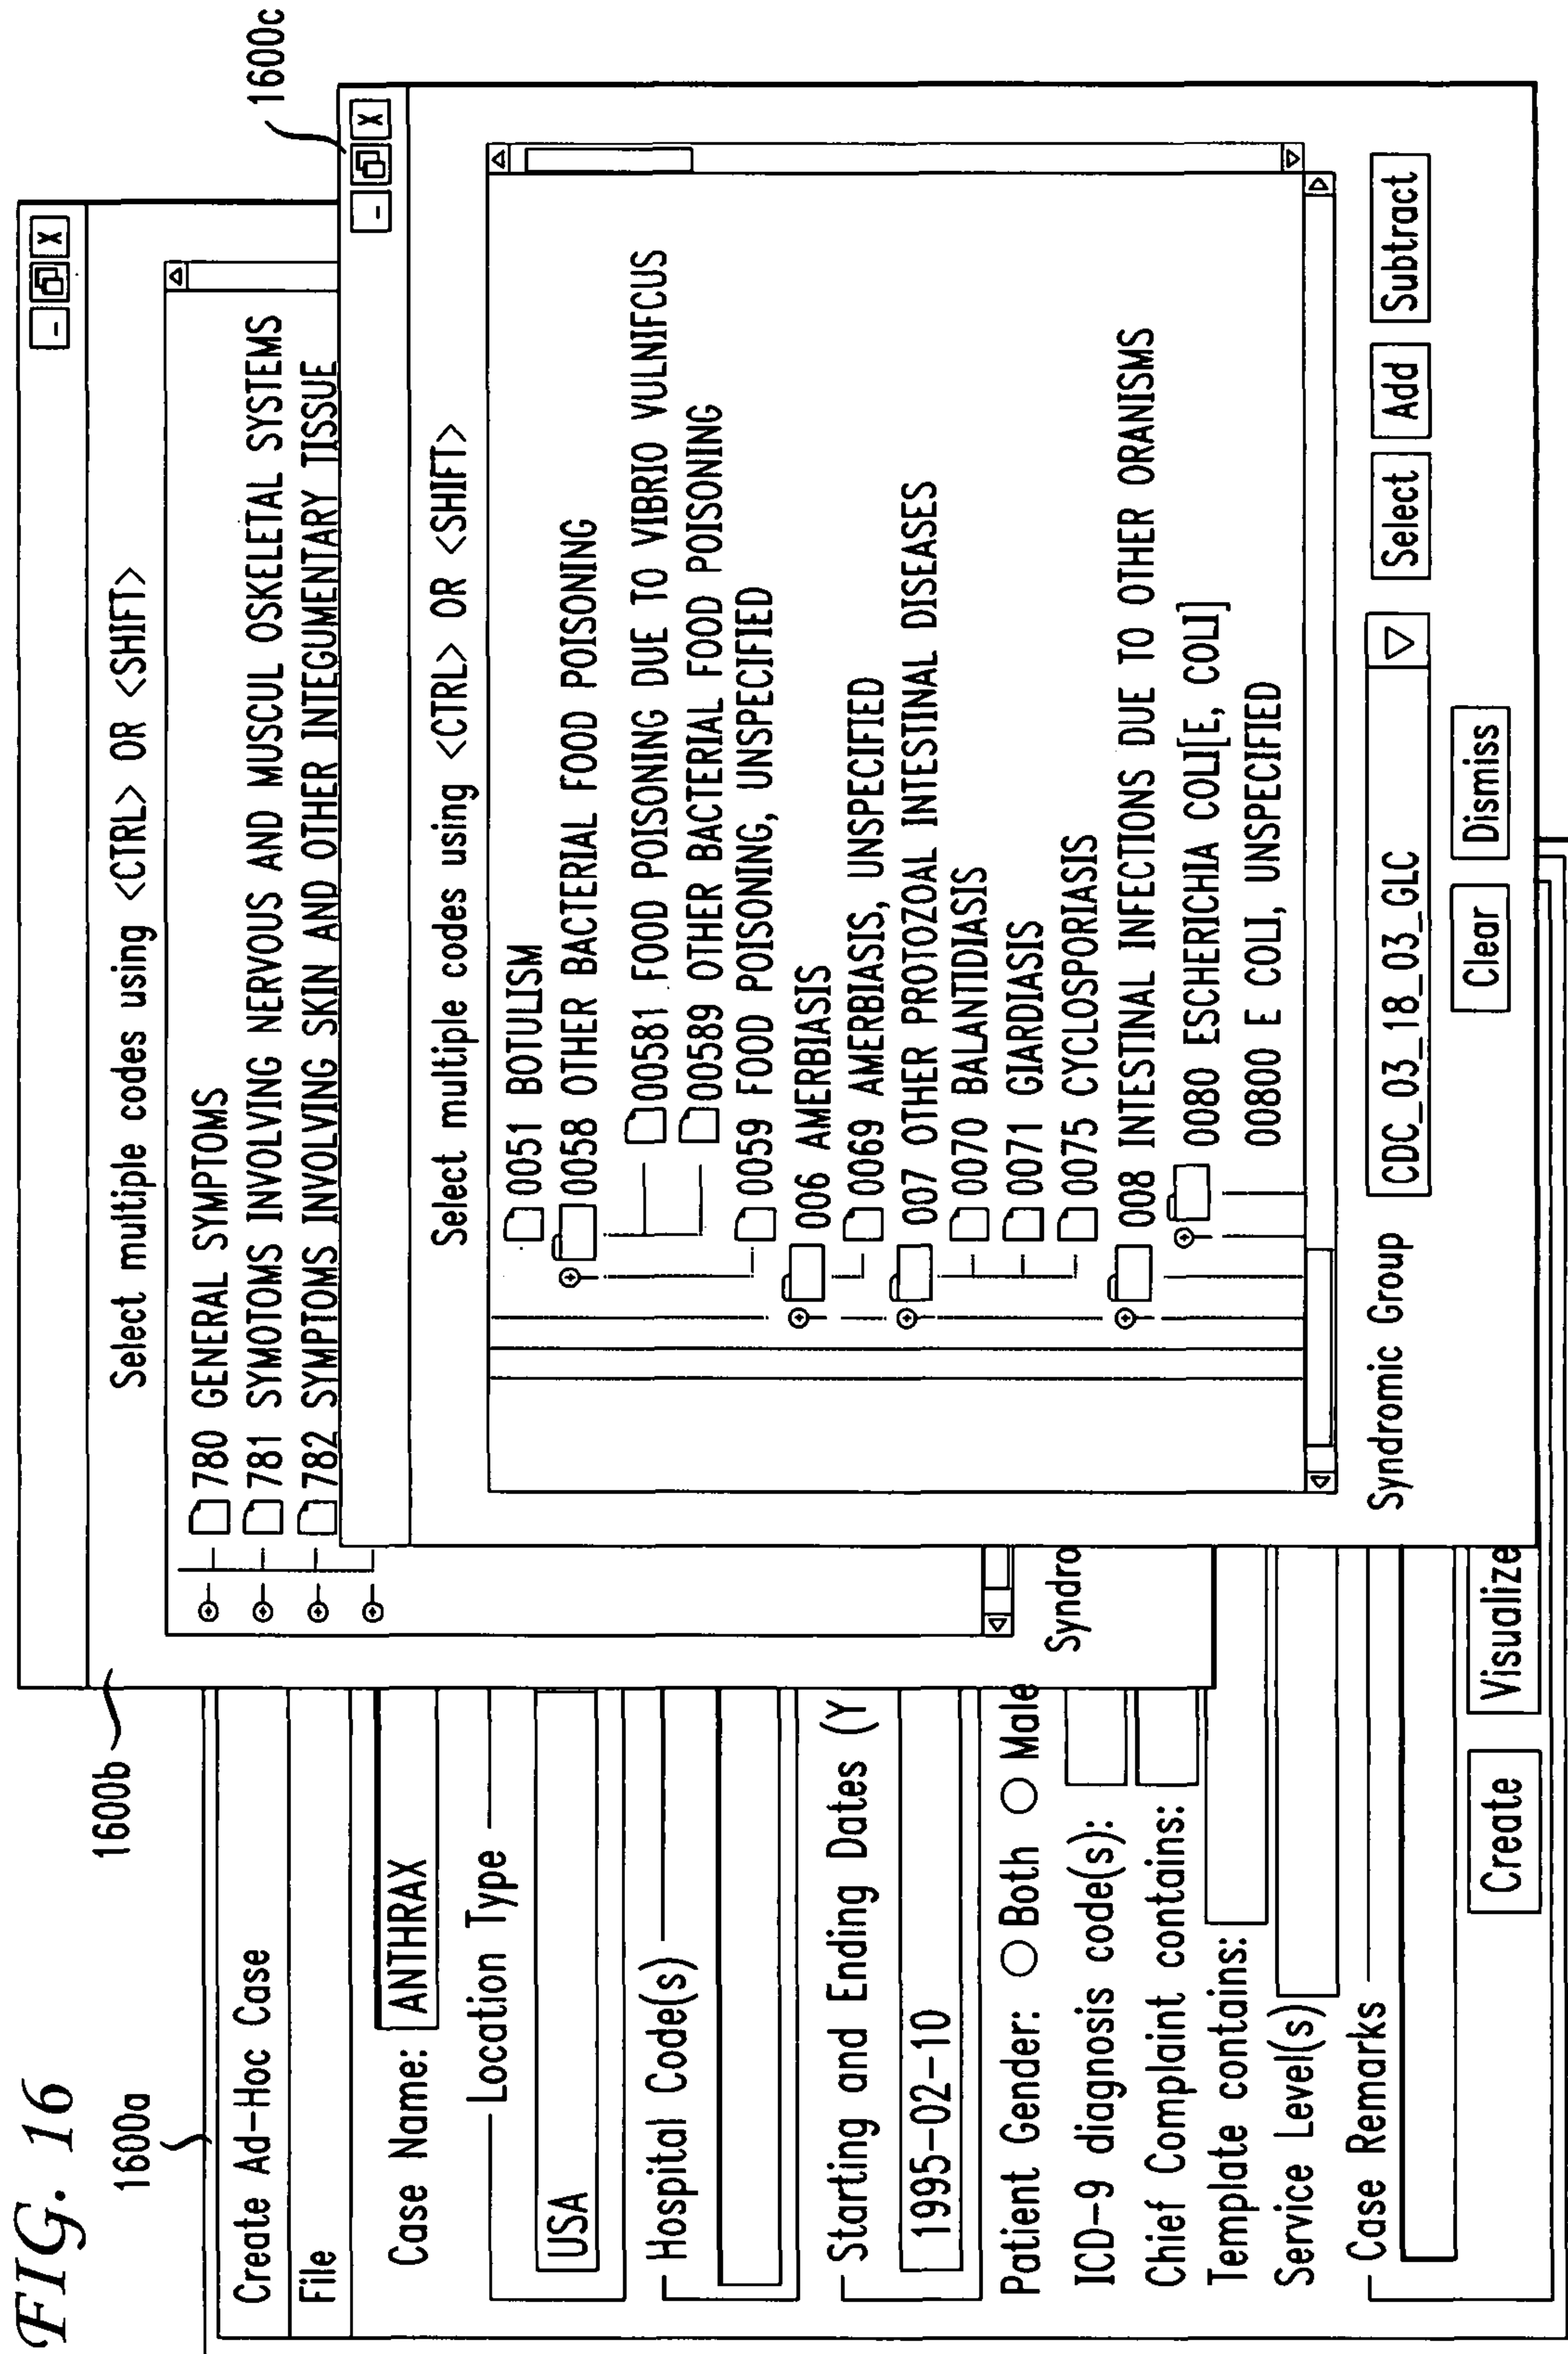 FIG. 16
1600a
1600b
1600c
Create Ad-Hoc Case
File
Case Name: ANTHRAX
Location Type
USA
Hospital Code(s)
Starting and Ending Dates (Y
1995-02-10
Patient Gender: Both Male
ICD-9 diagnosis code(s):
Chief Complaint contains:
Template contains:
Service Level(s)
Case Remarks
Create Visualize
- X
Select multiple codes using <CTRL> OR <SHIFT>
780 GENERAL SYMPTOMS
781 SYMOTOMS INVOLVING NERVOUS AND MUSCUL OSKELETAL SYSTEMS
782 SYMPTOMS INVOLVING SKIN AND OTHER INTEGUMENTARY TISSUE
Syndro
- X
Select multiple codes using <CTRL> OR <SHIFT>
0051 BOTULISM
0058 OTHER BACTERIAL FOOD POISONING
00581 FOOD POISONING DUE TO VIBRIO VULNIFCUS
00589 OTHER BACTERIAL FOOD POISONING
0059 FOOD POISONING, UNSPECIFIED
006 AMERBIASIS
0069 AMERBIASIS, UNSPECIFIED
007 OTHER PROTOZOAL INTESTINAL DISEASES
0070 BALANTIDIASIS
0071 GIARDIASIS
0075 CYCLOSPORIASIS
008 INTESTINAL INFECTIONS DUE TO OTHER ORANISMS
0080 ESCHERICHIA COLI[E, COLI]
00800 E COLI, UNSPECIFIED
Syndromic Group CDC_03_18_03_GLC Select Add Subtract
Clear Dismiss